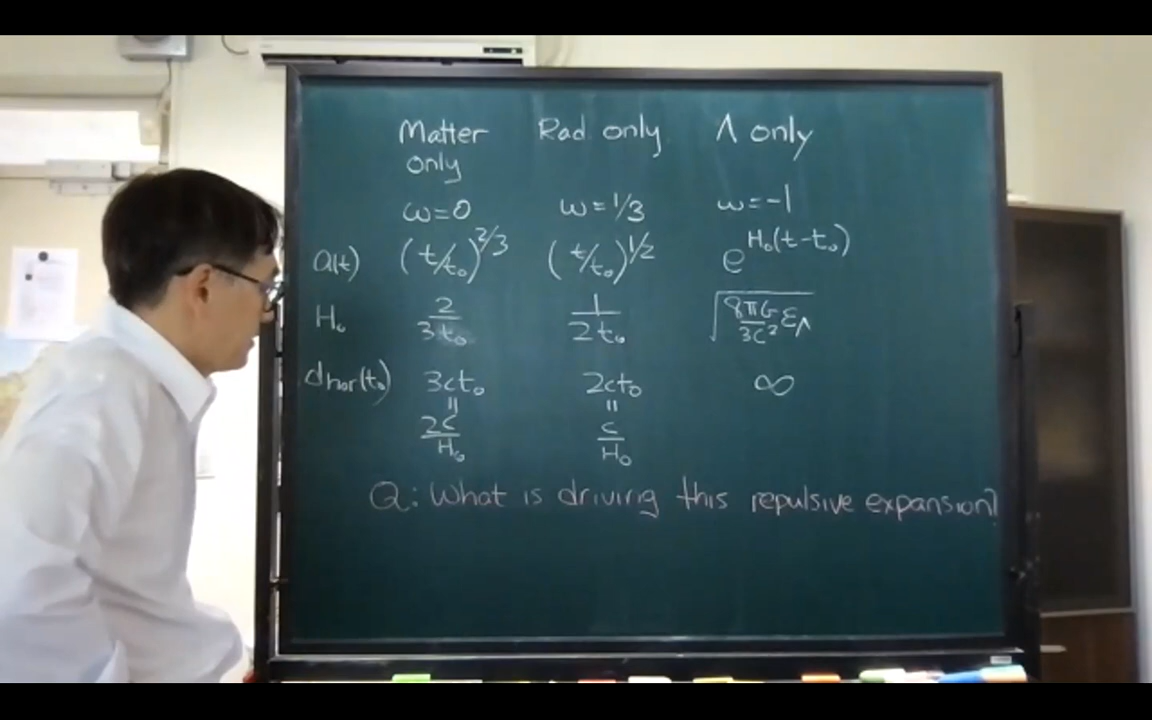 Matter only Rad only Λ only
ω=0 ω=1/3 ω=-1
a(t) (t/t₀)^2/3 (t/t₀)^1/2 e^H₀(t-t₀)
H₀ 2/3t₀ 1/2t₀ √(8πG/3c² ε_Λ)
dhor(t₀) 3ct₀ 2ct₀ ∞
= =
2c/H₀ c/H₀
Q: What is driving this repulsive expansion?